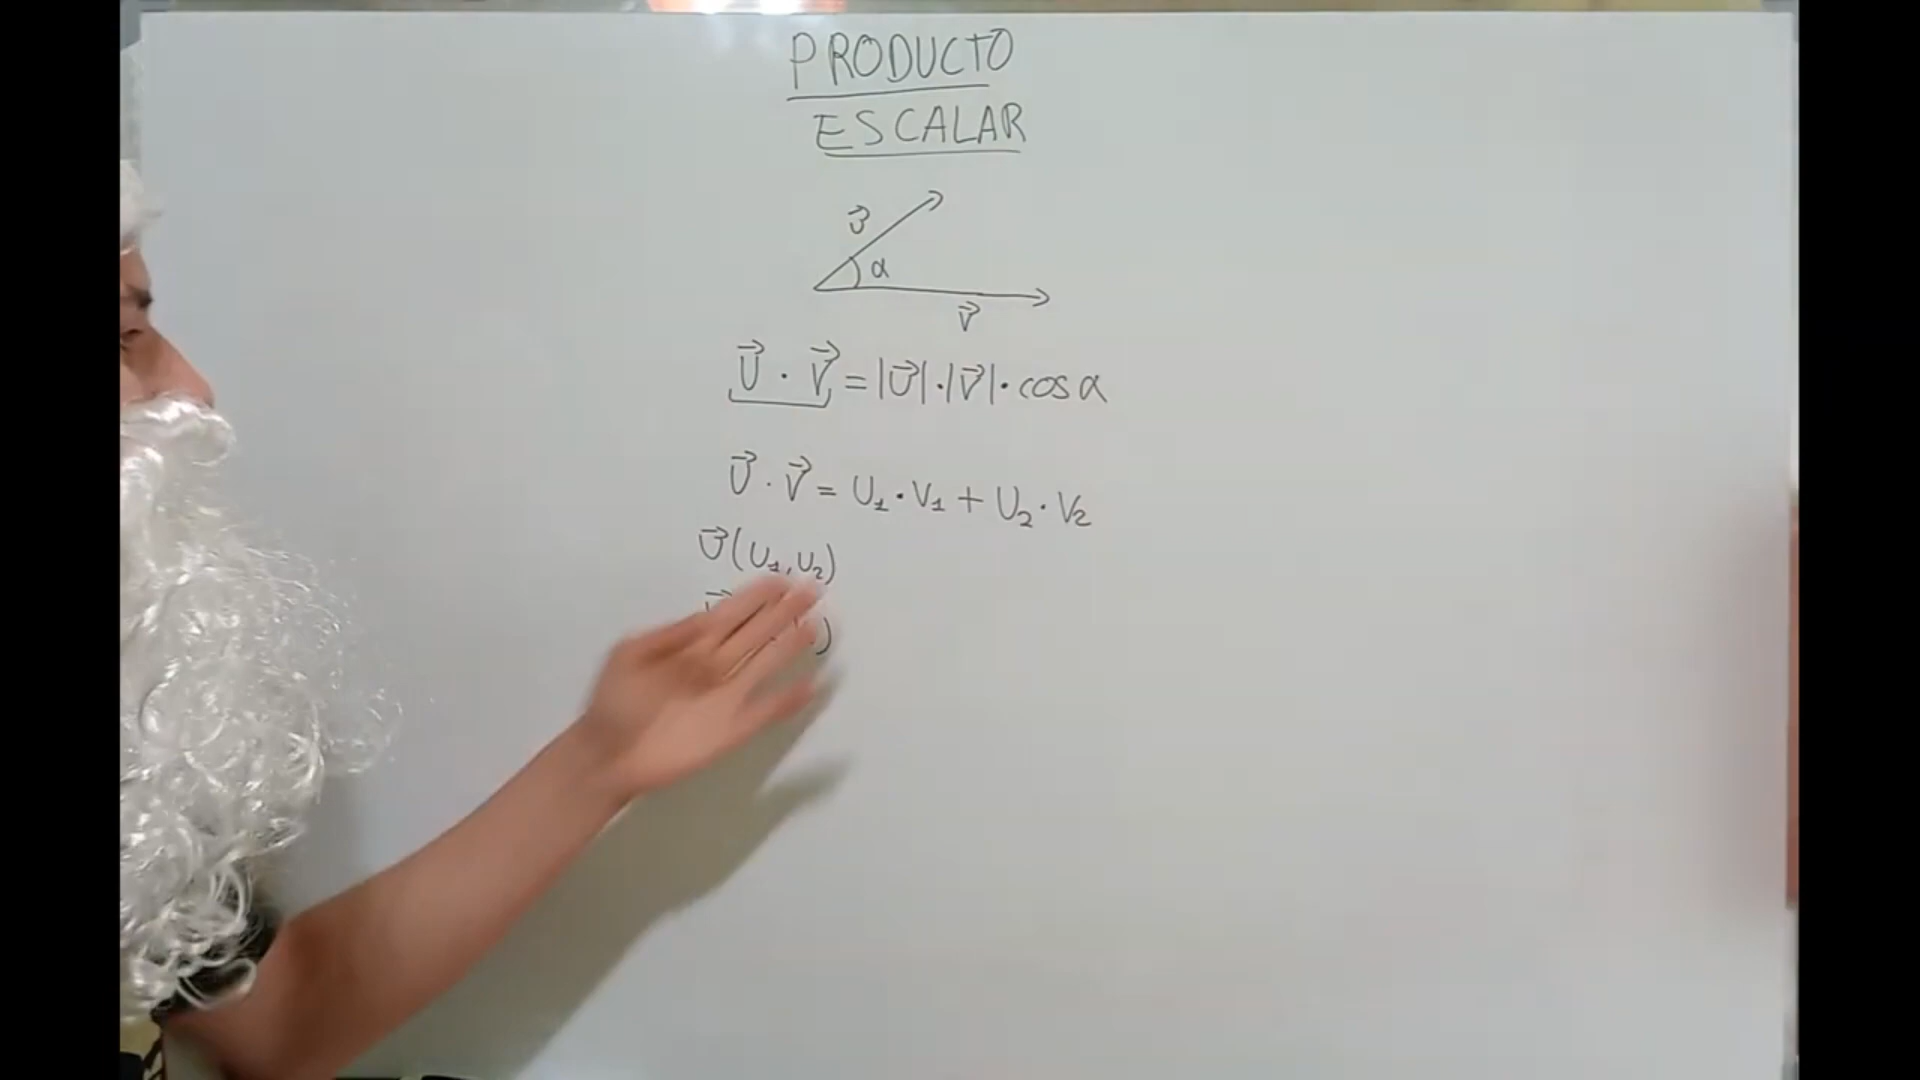 PRODUCTO
ESCALAR
U⃗
α
V⃗
U⃗ · V⃗ = |U⃗|·|V⃗|· cos α
U⃗ · V⃗ = U₁·V₁ + U₂·V₂
U⃗(U₁,U₂)